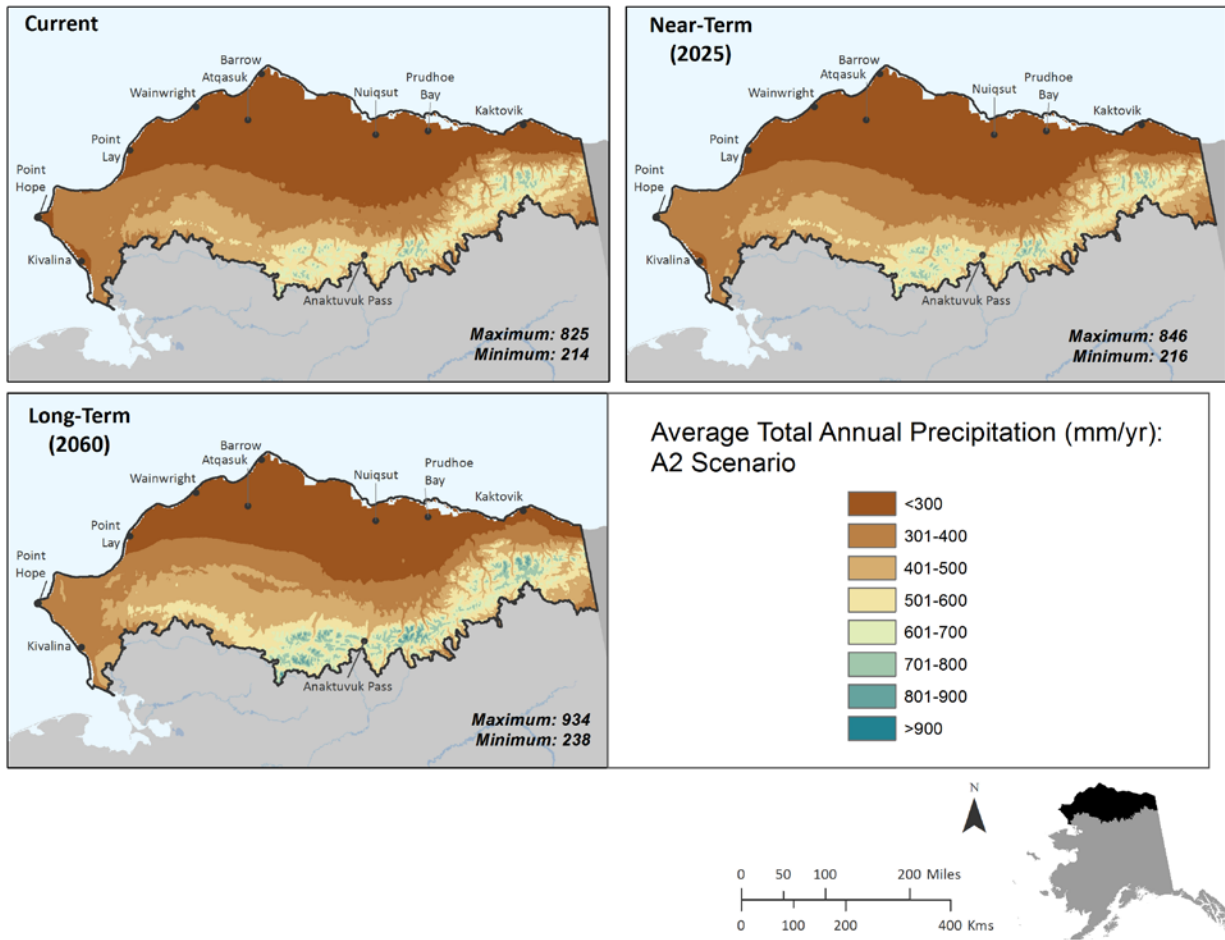 Current
Barrow
Atqasuk
Wainwright
Nuiqsut
Prudhoe
Bay
Kaktovik
Point
Lay
Point
Hope
Kivalina
Anaktuvuk Pass
Maximum: 825
Minimum: 214
Near-Term
(2025)
Barrow
Atqasuk
Wainwright
Nuiqsut
Prudhoe
Bay
Kaktovik
Point
Lay
Point
Hope
Kivalina
Anaktuvuk Pass
Maximum: 846
Minimum: 216
Long-Term
(2060)
Barrow
Atqasuk
Wainwright
Nuiqsut
Prudhoe
Bay
Kaktovik
Point
Lay
Point
Hope
Kivalina
Anaktuvuk Pass
Maximum: 934
Minimum: 238
Average Total Annual Precipitation (mm/yr):
A2 Scenario
<300
301-400
401-500
501-600
601-700
701-800
801-900
>900
N
0 50 100 200 Miles
0 100 200 400 Kms